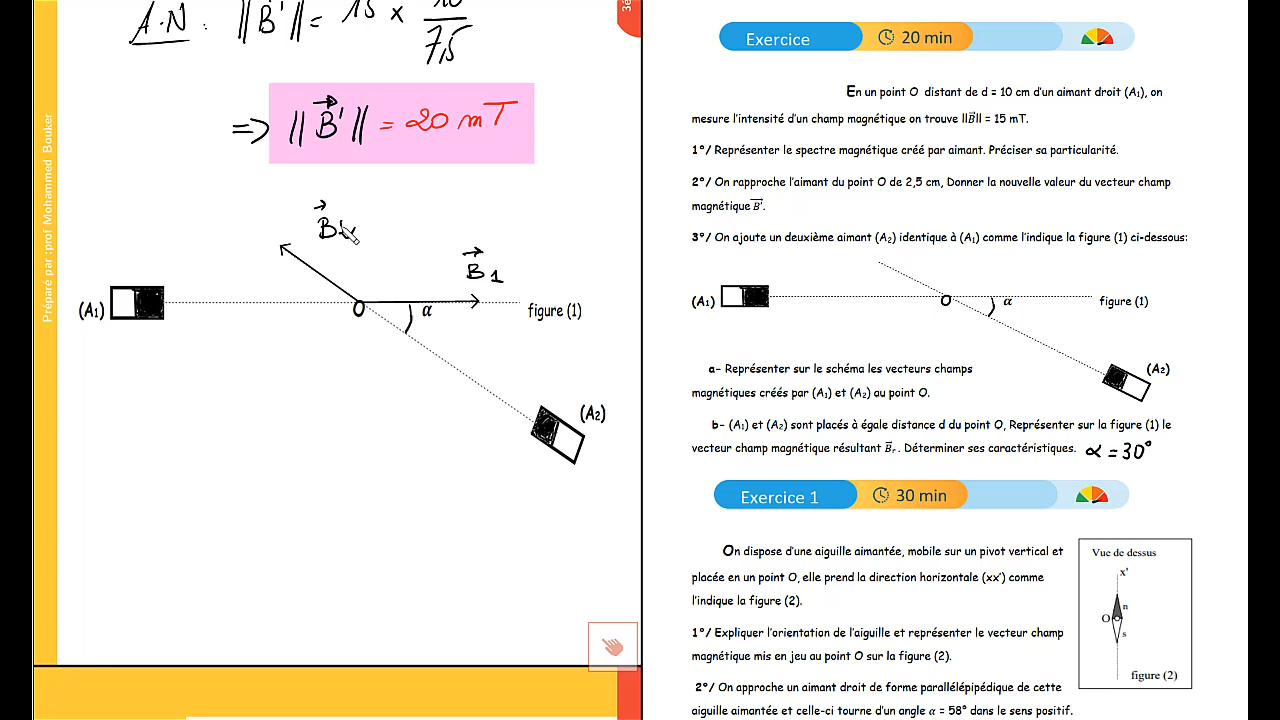 A.N : ||B'|| = 15 × 10/7,5
=> ||B'|| = 20 mT
B
B1
(A1)
O
α
figure (1)
(A2)
Préparé par :prof Mohammed Bouker
Exercice
20 min
En un point O distant de d = 10 cm d'un aimant droit (A1), on
mesure l'intensité d'un champ magnétique on trouve ||B|| = 15 mT.
1°/ Représenter le spectre magnétique créé par aimant. Préciser sa particularité.
2°/ On rapproche l'aimant du point O de 2,5 cm, Donner la nouvelle valeur du vecteur champ
magnétique B'.
3°/ On ajoute un deuxième aimant (A2) identique à (A1) comme l'indique la figure (1) ci-dessous:
(A1)
O
α
figure (1)
(A2)
a- Représenter sur le schéma les vecteurs champs
magnétiques créés par (A1) et (A2) au point O.
b- (A1) et (A2) sont placés à égale distance d du point O, Représenter sur la figure (1) le
vecteur champ magnétique résultant Br. Déterminer ses caractéristiques. α = 30°
Exercice 1
30 min
On dispose d'une aiguille aimantée, mobile sur un pivot vertical et
placée en un point O, elle prend la direction horizontale (xx') comme
l'indique la figure (2).
1°/ Expliquer l'orientation de l'aiguille et représenter le vecteur champ
magnétique mis en jeu au point O sur la figure (2).
2°/ On approche un aimant droit de forme parallélépipédique de cette
aiguille aimantée et celle-ci tourne d'un angle α = 58° dans le sens positif.
Vue de dessus
x'
n
O
s
figure (2)